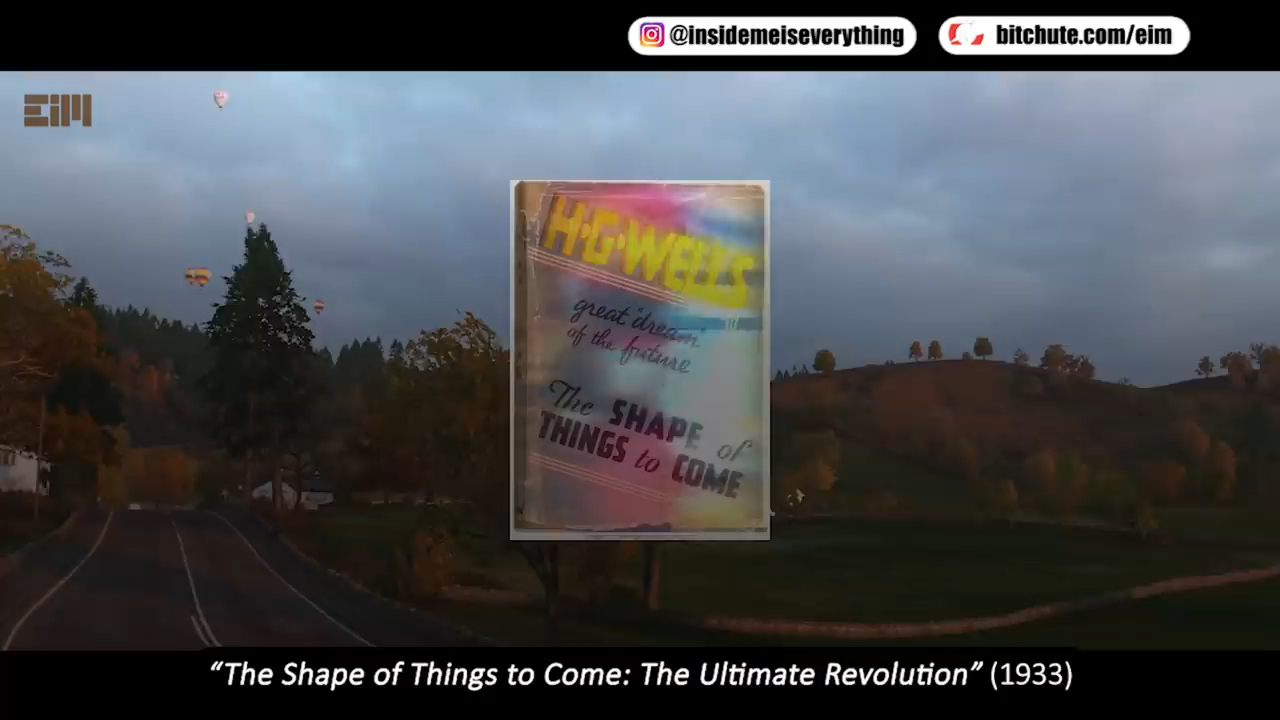 @insidemeiseverything
bitchute.com/eim
EIM
H·G·WELLS
great "dream"
of the future
The SHAPE of
THINGS to COME
“The Shape of Things to Come: The Ultimate Revolution” (1933)